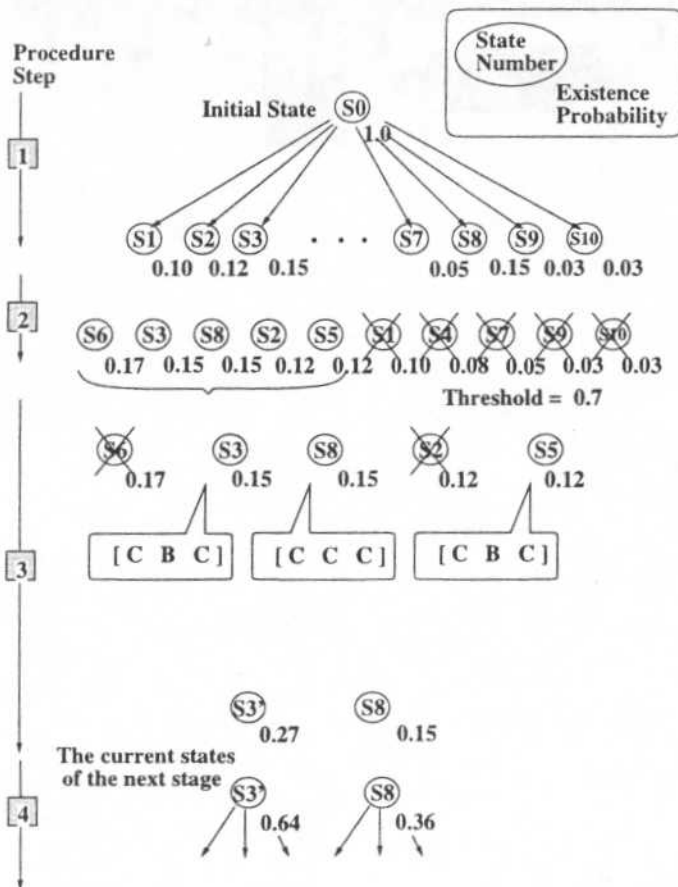 State
Number
Existence
Probability
Procedure
Step
Initial State
S0
1.0
1
S1 S2 S3 . . . S7 S8 S9 S10
0.10 0.12 0.15 0.05 0.15 0.03 0.03
2
S6 S3 S8 S2 S5 S1 S4 S7 S9 S10
0.17 0.15 0.15 0.12 0.12 0.10 0.08 0.05 0.03 0.03
Threshold = 0.7
S6 S3 S8 S2 S5
0.17 0.15 0.15 0.12 0.12
[ C B C ] [ C C C ] [ C B C ]
3
S3* S8
0.27 0.15
The current states
of the next stage
S3* S8
4
0.64 0.36